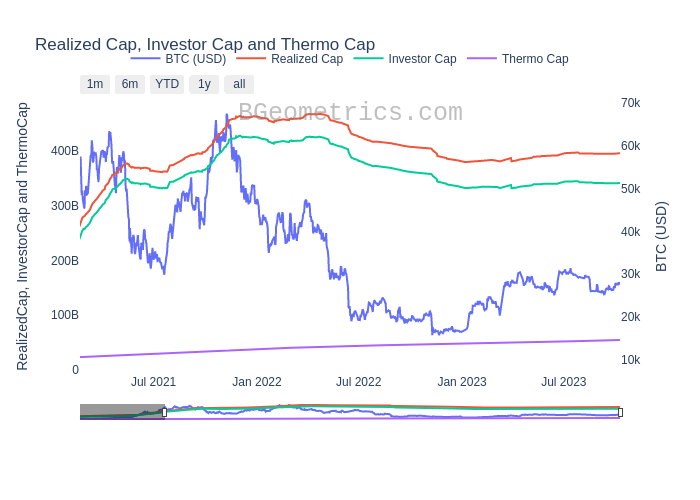 Realized Cap, Investor Cap and Thermo Cap
BTC (USD) Realized Cap Investor Cap Thermo Cap
1m 6m YTD 1y all
BGeometrics.com
RealizedCap, InvestorCap and ThermoCap
400B
300B
200B
100B
0
70k
60k
50k
40k
30k
20k
10k
BTC (USD)
Jul 2021 Jan 2022 Jul 2022 Jan 2023 Jul 2023